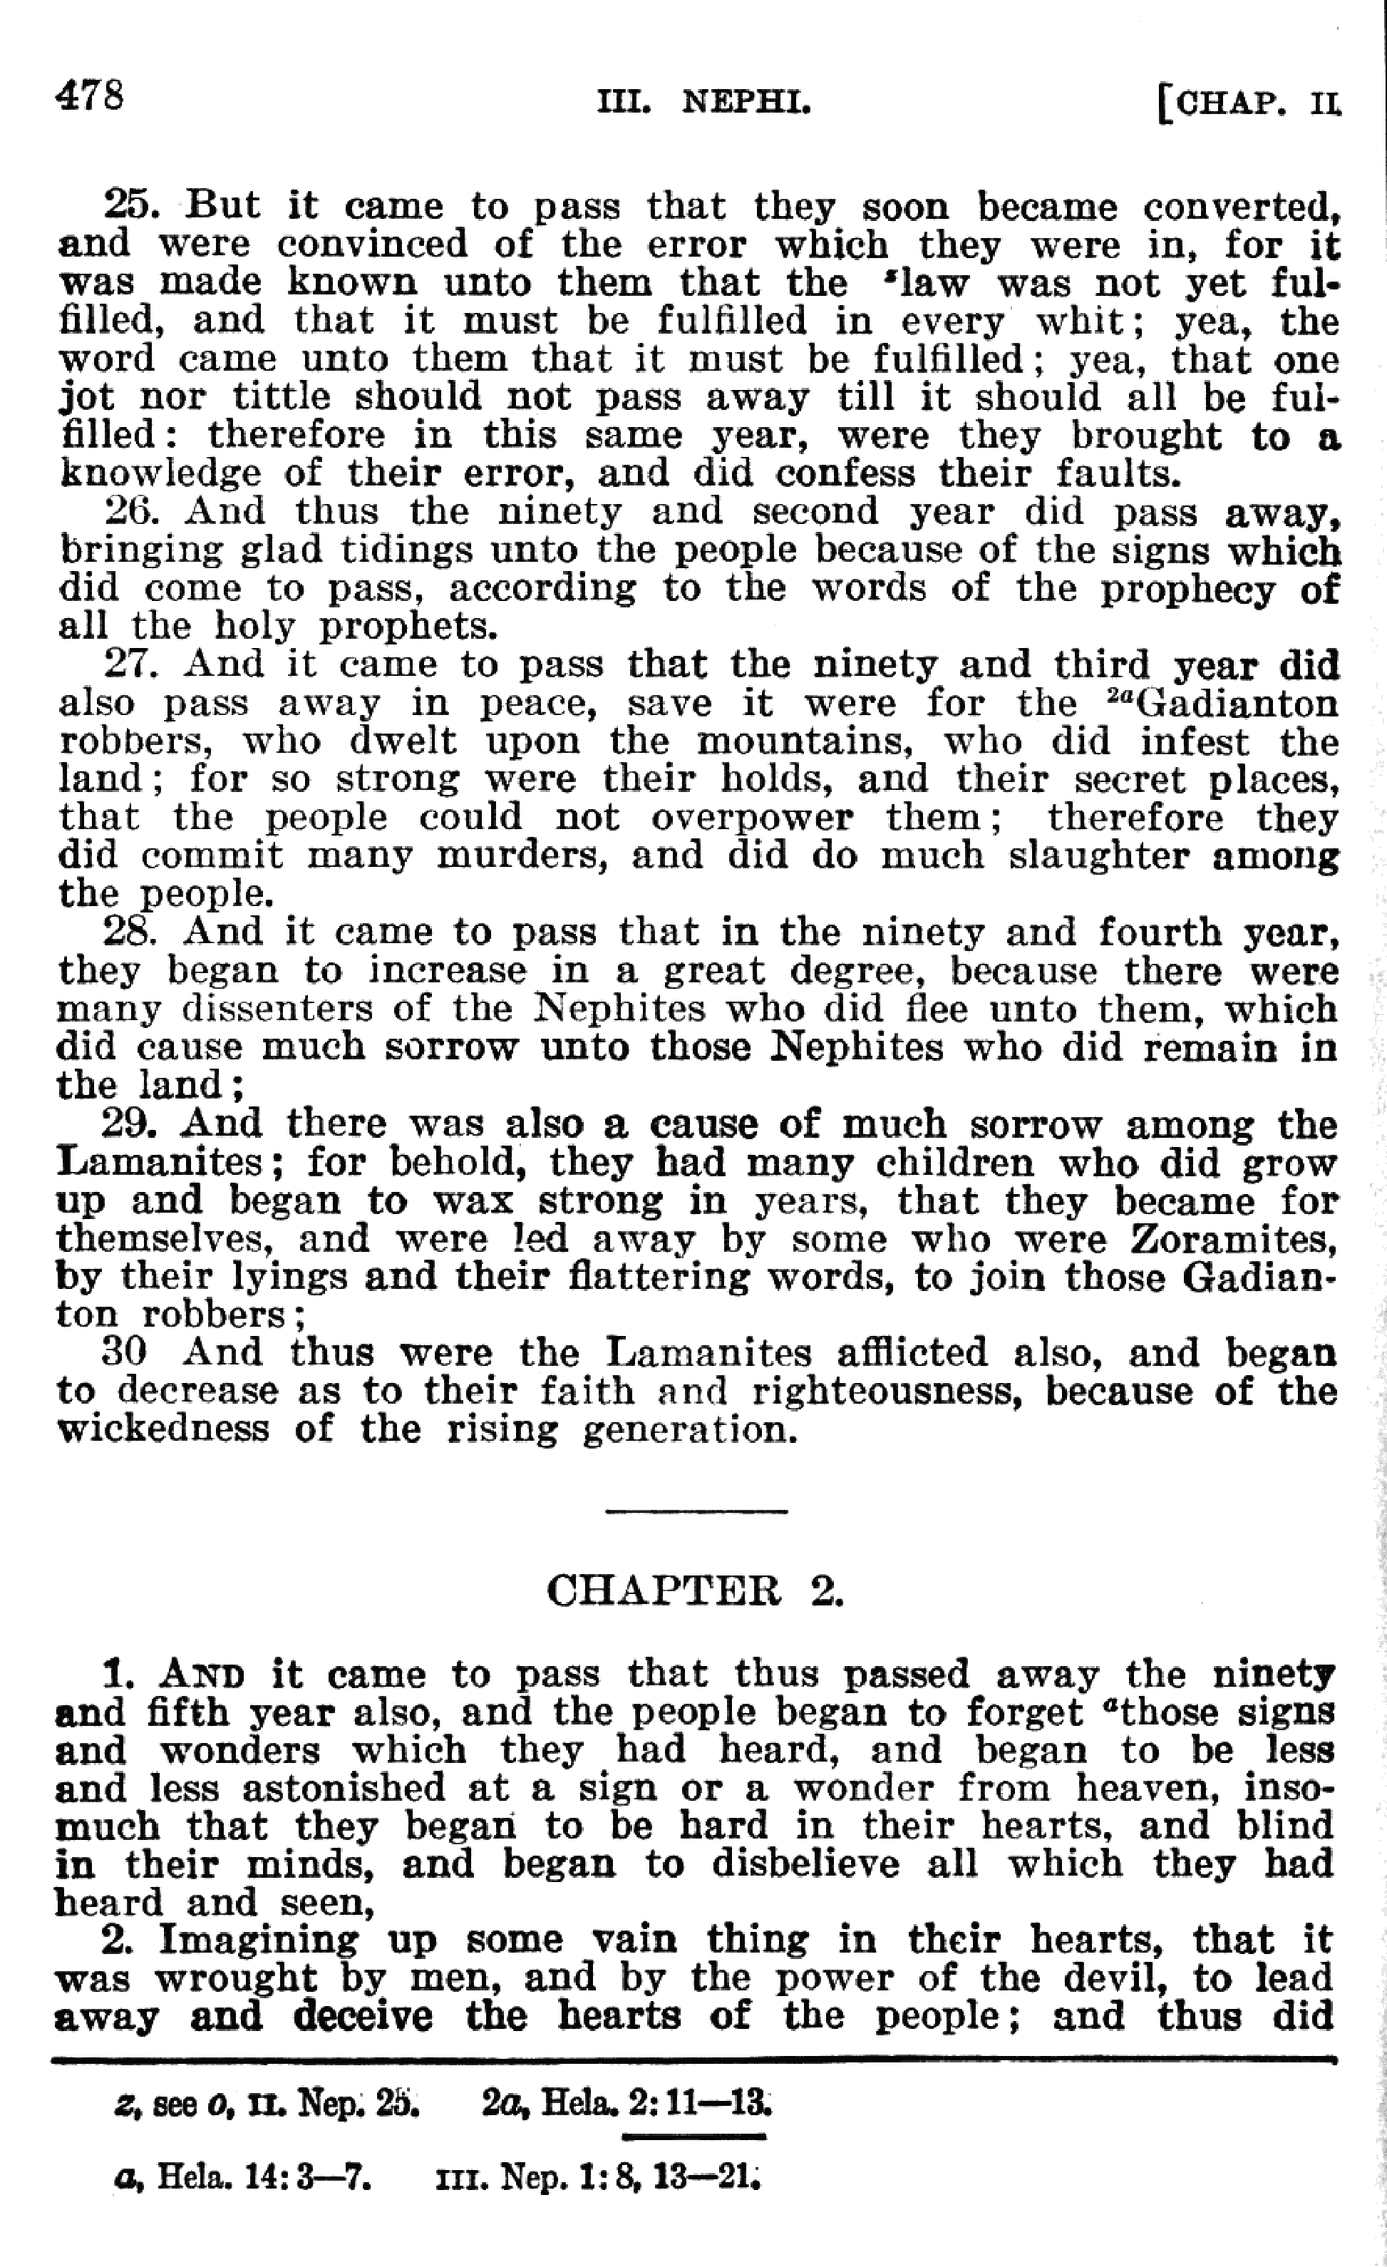 478 III. NEPHI. [CHAP. II.
25. But it came to pass that they soon became converted,
and were convinced of the error which they were in, for it
was made known unto them that the ᶻlaw was not yet ful-
filled, and that it must be fulfilled in every whit; yea, the
word came unto them that it must be fulfilled; yea, that one
jot nor tittle should not pass away till it should all be ful-
filled: therefore in this same year, were they brought to a
knowledge of their error, and did confess their faults.
26. And thus the ninety and second year did pass away,
bringing glad tidings unto the people because of the signs which
did come to pass, according to the words of the prophecy of
all the holy prophets.
27. And it came to pass that the ninety and third year did
also pass away in peace, save it were for the ²ᵃGadianton
robbers, who dwelt upon the mountains, who did infest the
land; for so strong were their holds, and their secret places,
that the people could not overpower them; therefore they
did commit many murders, and did do much slaughter among
the people.
28. And it came to pass that in the ninety and fourth year,
they began to increase in a great degree, because there were
many dissenters of the Nephites who did flee unto them, which
did cause much sorrow unto those Nephites who did remain in
the land;
29. And there was also a cause of much sorrow among the
Lamanites; for behold, they had many children who did grow
up and began to wax strong in years, that they became for
themselves, and were led away by some who were Zoramites,
by their lyings and their flattering words, to join those Gadian-
ton robbers;
30 And thus were the Lamanites afflicted also, and began
to decrease as to their faith and righteousness, because of the
wickedness of the rising generation.
CHAPTER 2.
1. AND it came to pass that thus passed away the ninety
and fifth year also, and the people began to forget ᵃthose signs
and wonders which they had heard, and began to be less
and less astonished at a sign or a wonder from heaven, inso-
much that they began to be hard in their hearts, and blind
in their minds, and began to disbelieve all which they had
heard and seen,
2. Imagining up some vain thing in their hearts, that it
was wrought by men, and by the power of the devil, to lead
away and deceive the hearts of the people; and thus did
z, see o, II. Nep. 25. 2a, Hela. 2: 11—13.
a, Hela. 14: 3—7. III. Nep. 1: 8, 13—21.